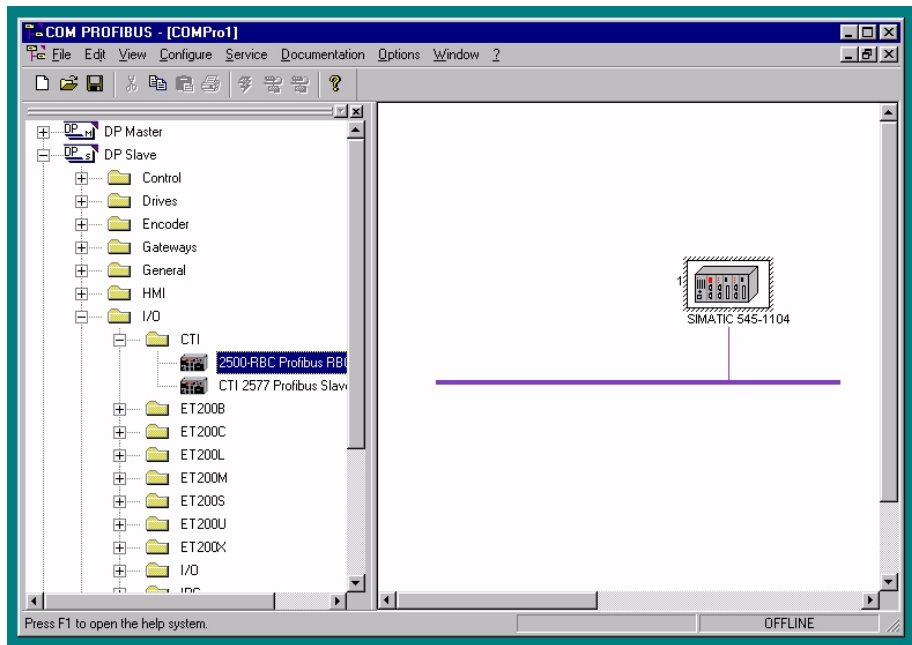 COM PROFIBUS - [COMPro1]
File Edit View Configure Service Documentation Options Window ?
DP M DP Master
DP s DP Slave
Control
Drives
Encoder
Gateways
General
HMI
I/O
CTI
2500-RBC Profibus RBC
CTI 2577 Profibus Slav
ET200B
ET200C
ET200L
ET200M
ET200S
ET200U
ET200X
I/O
1
SIMATIC 545-1104
Press F1 to open the help system.
OFFLINE